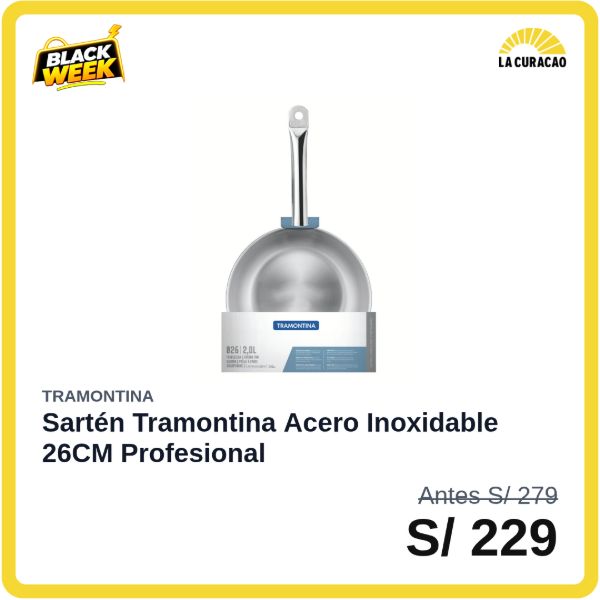 BLACK
WEEK
LA CURACAO
TRAMONTINA
Ø26 | 2,0L
TRAMONTINA
Sartén Tramontina Acero Inoxidable
26CM Profesional
Antes S/ 279
S/ 229